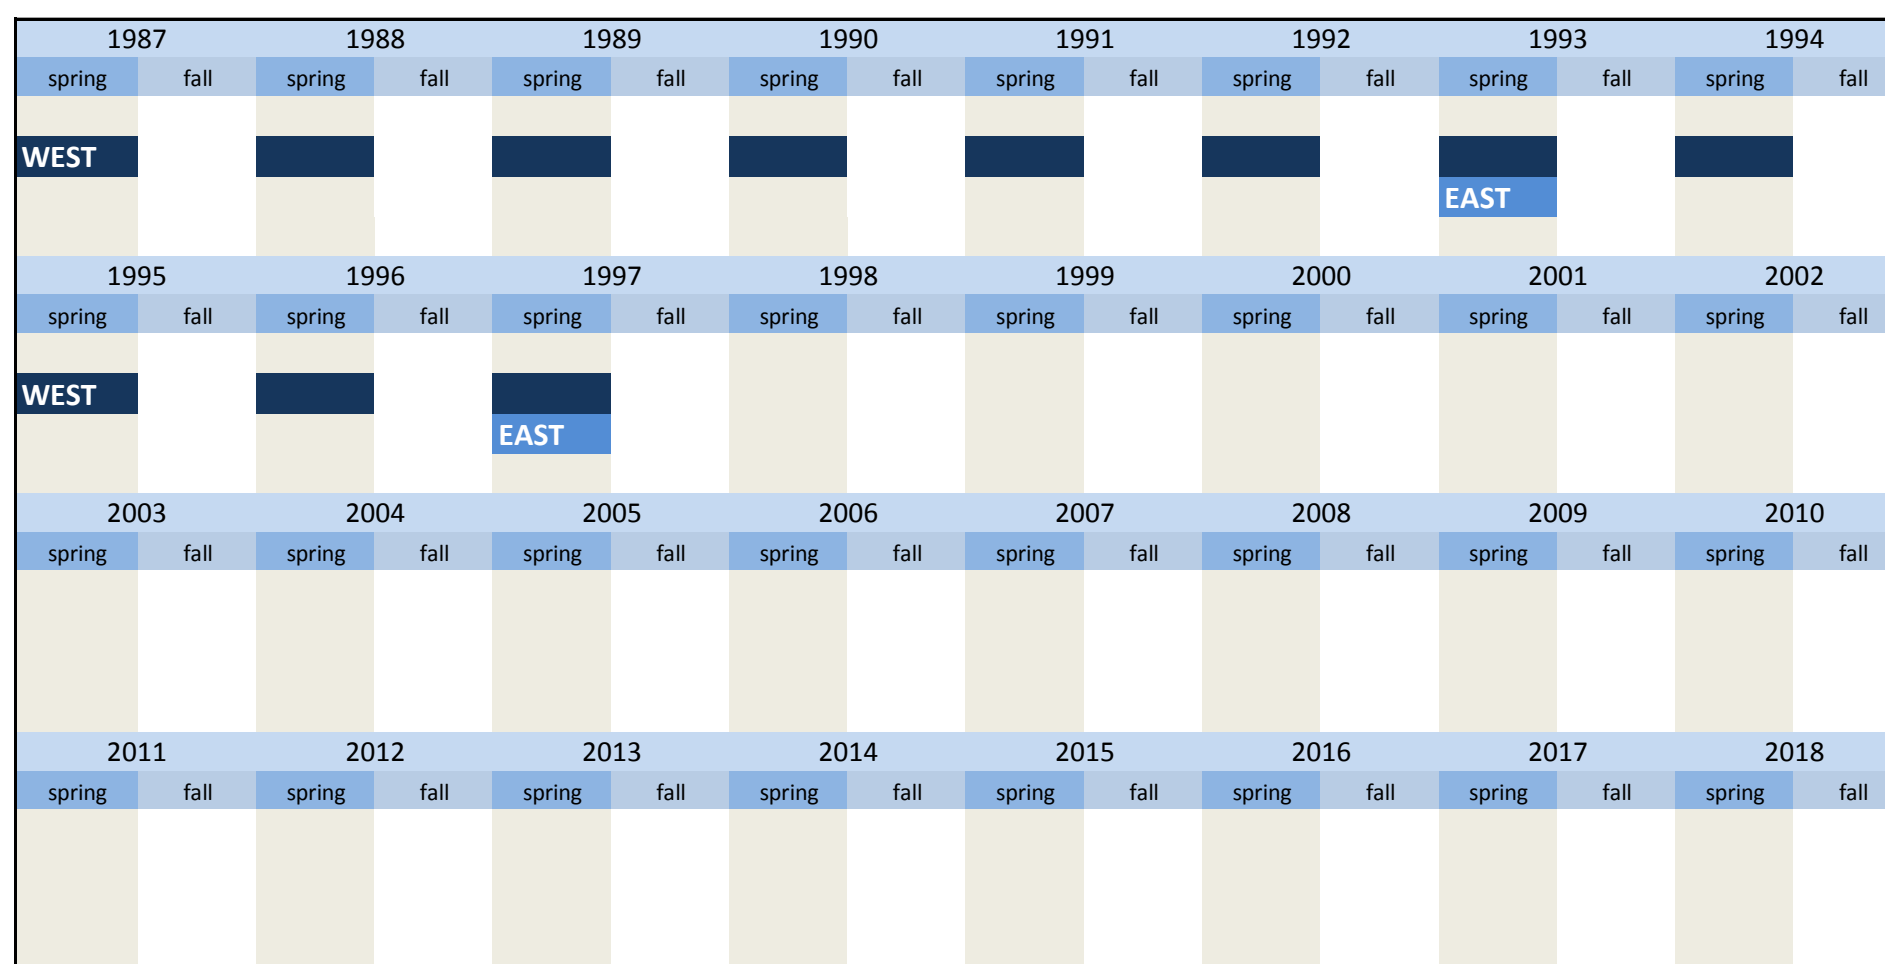 1987 1988 1989 1990 1991 1992 1993 1994
spring fall spring fall spring fall spring fall spring fall spring fall spring fall spring fall
WEST
EAST
1995 1996 1997 1998 1999 2000 2001 2002
spring fall spring fall spring fall spring fall spring fall spring fall spring fall spring fall
WEST
EAST
2003 2004 2005 2006 2007 2008 2009 2010
spring fall spring fall spring fall spring fall spring fall spring fall spring fall spring fall
2011 2012 2013 2014 2015 2016 2017 2018
spring fall spring fall spring fall spring fall spring fall spring fall spring fall spring fall